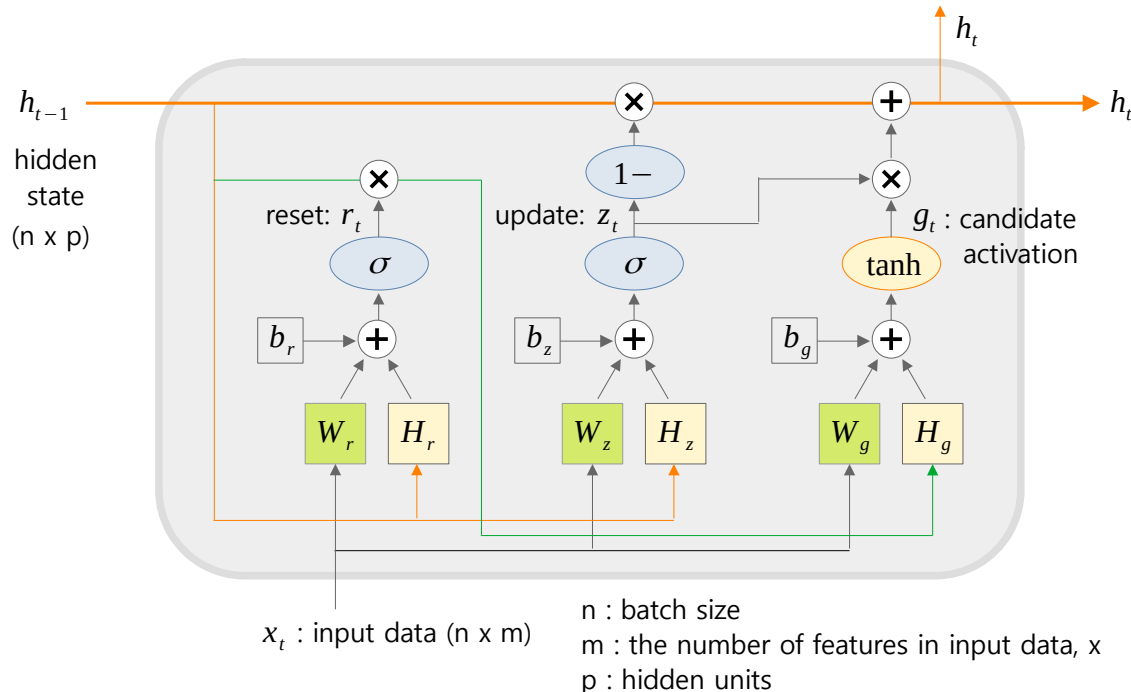 h_t
h_{t−1}
h_t
×
+
hidden
state
(n x p)
1−
×
×
reset: r_t
update: z_t
g_t : candidate
activation
σ
σ
tanh
b_r
+
b_z
+
b_g
+
W_r
H_r
W_z
H_z
W_g
H_g
x_t : input data (n x m)
n : batch size
m : the number of features in input data, x
p : hidden units